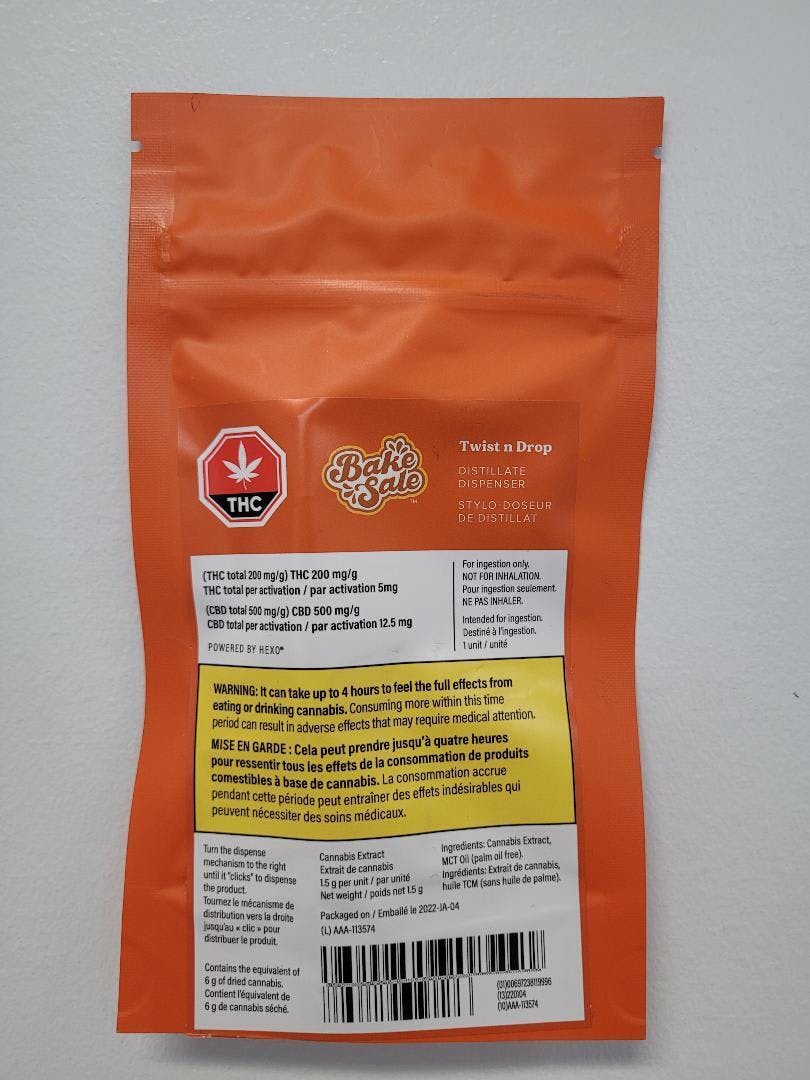 THC
Bake
Sale
TM
Twist n Drop
DISTILLATE
DISPENSER
STYLO-DOSEUR
DE DISTILLAT
(THC total 200 mg/g) THC 200 mg/g
THC total per activation / par activation 5mg
(CBD total 500 mg/g) CBD 500 mg/g
CBD total per activation / par activation 12.5 mg
POWERED BY HEXO®
For ingestion only.
NOT FOR INHALATION.
Pour ingestion seulement.
NE PAS INHALER.
Intended for ingestion.
Destiné à l'ingestion.
1 unit / unité
WARNING: It can take up to 4 hours to feel the full effects from
eating or drinking cannabis. Consuming more within this time
period can result in adverse effects that may require medical attention.
MISE EN GARDE : Cela peut prendre jusqu'à quatre heures
pour ressentir tous les effets de la consommation de produits
comestibles à base de cannabis. La consommation accrue
pendant cette période peut entraîner des effets indésirables qui
peuvent nécessiter des soins médicaux.
Turn the dispense
mechanism to the right
until it "clicks" to dispense
the product.
Tournez le mécanisme de
distribution vers la droite
jusqu'au « clic » pour
distribuer le produit.
Contains the equivalent of
6 g of dried cannabis.
Contient l'équivalent de
6 g de cannabis séché.
Cannabis Extract
Extrait de cannabis
1.5 g per unit / par unité
Net weight / poids net 1.5 g
Packaged on / Emballé le 2022-JA-04
(L) AAA-113574
Ingredients: Cannabis Extract,
MCT Oil (palm oil free).
Ingrédients: Extrait de cannabis,
huile TCM (sans huile de palme).
(01)00697238119996
(13)220104
(10)AAA-113574